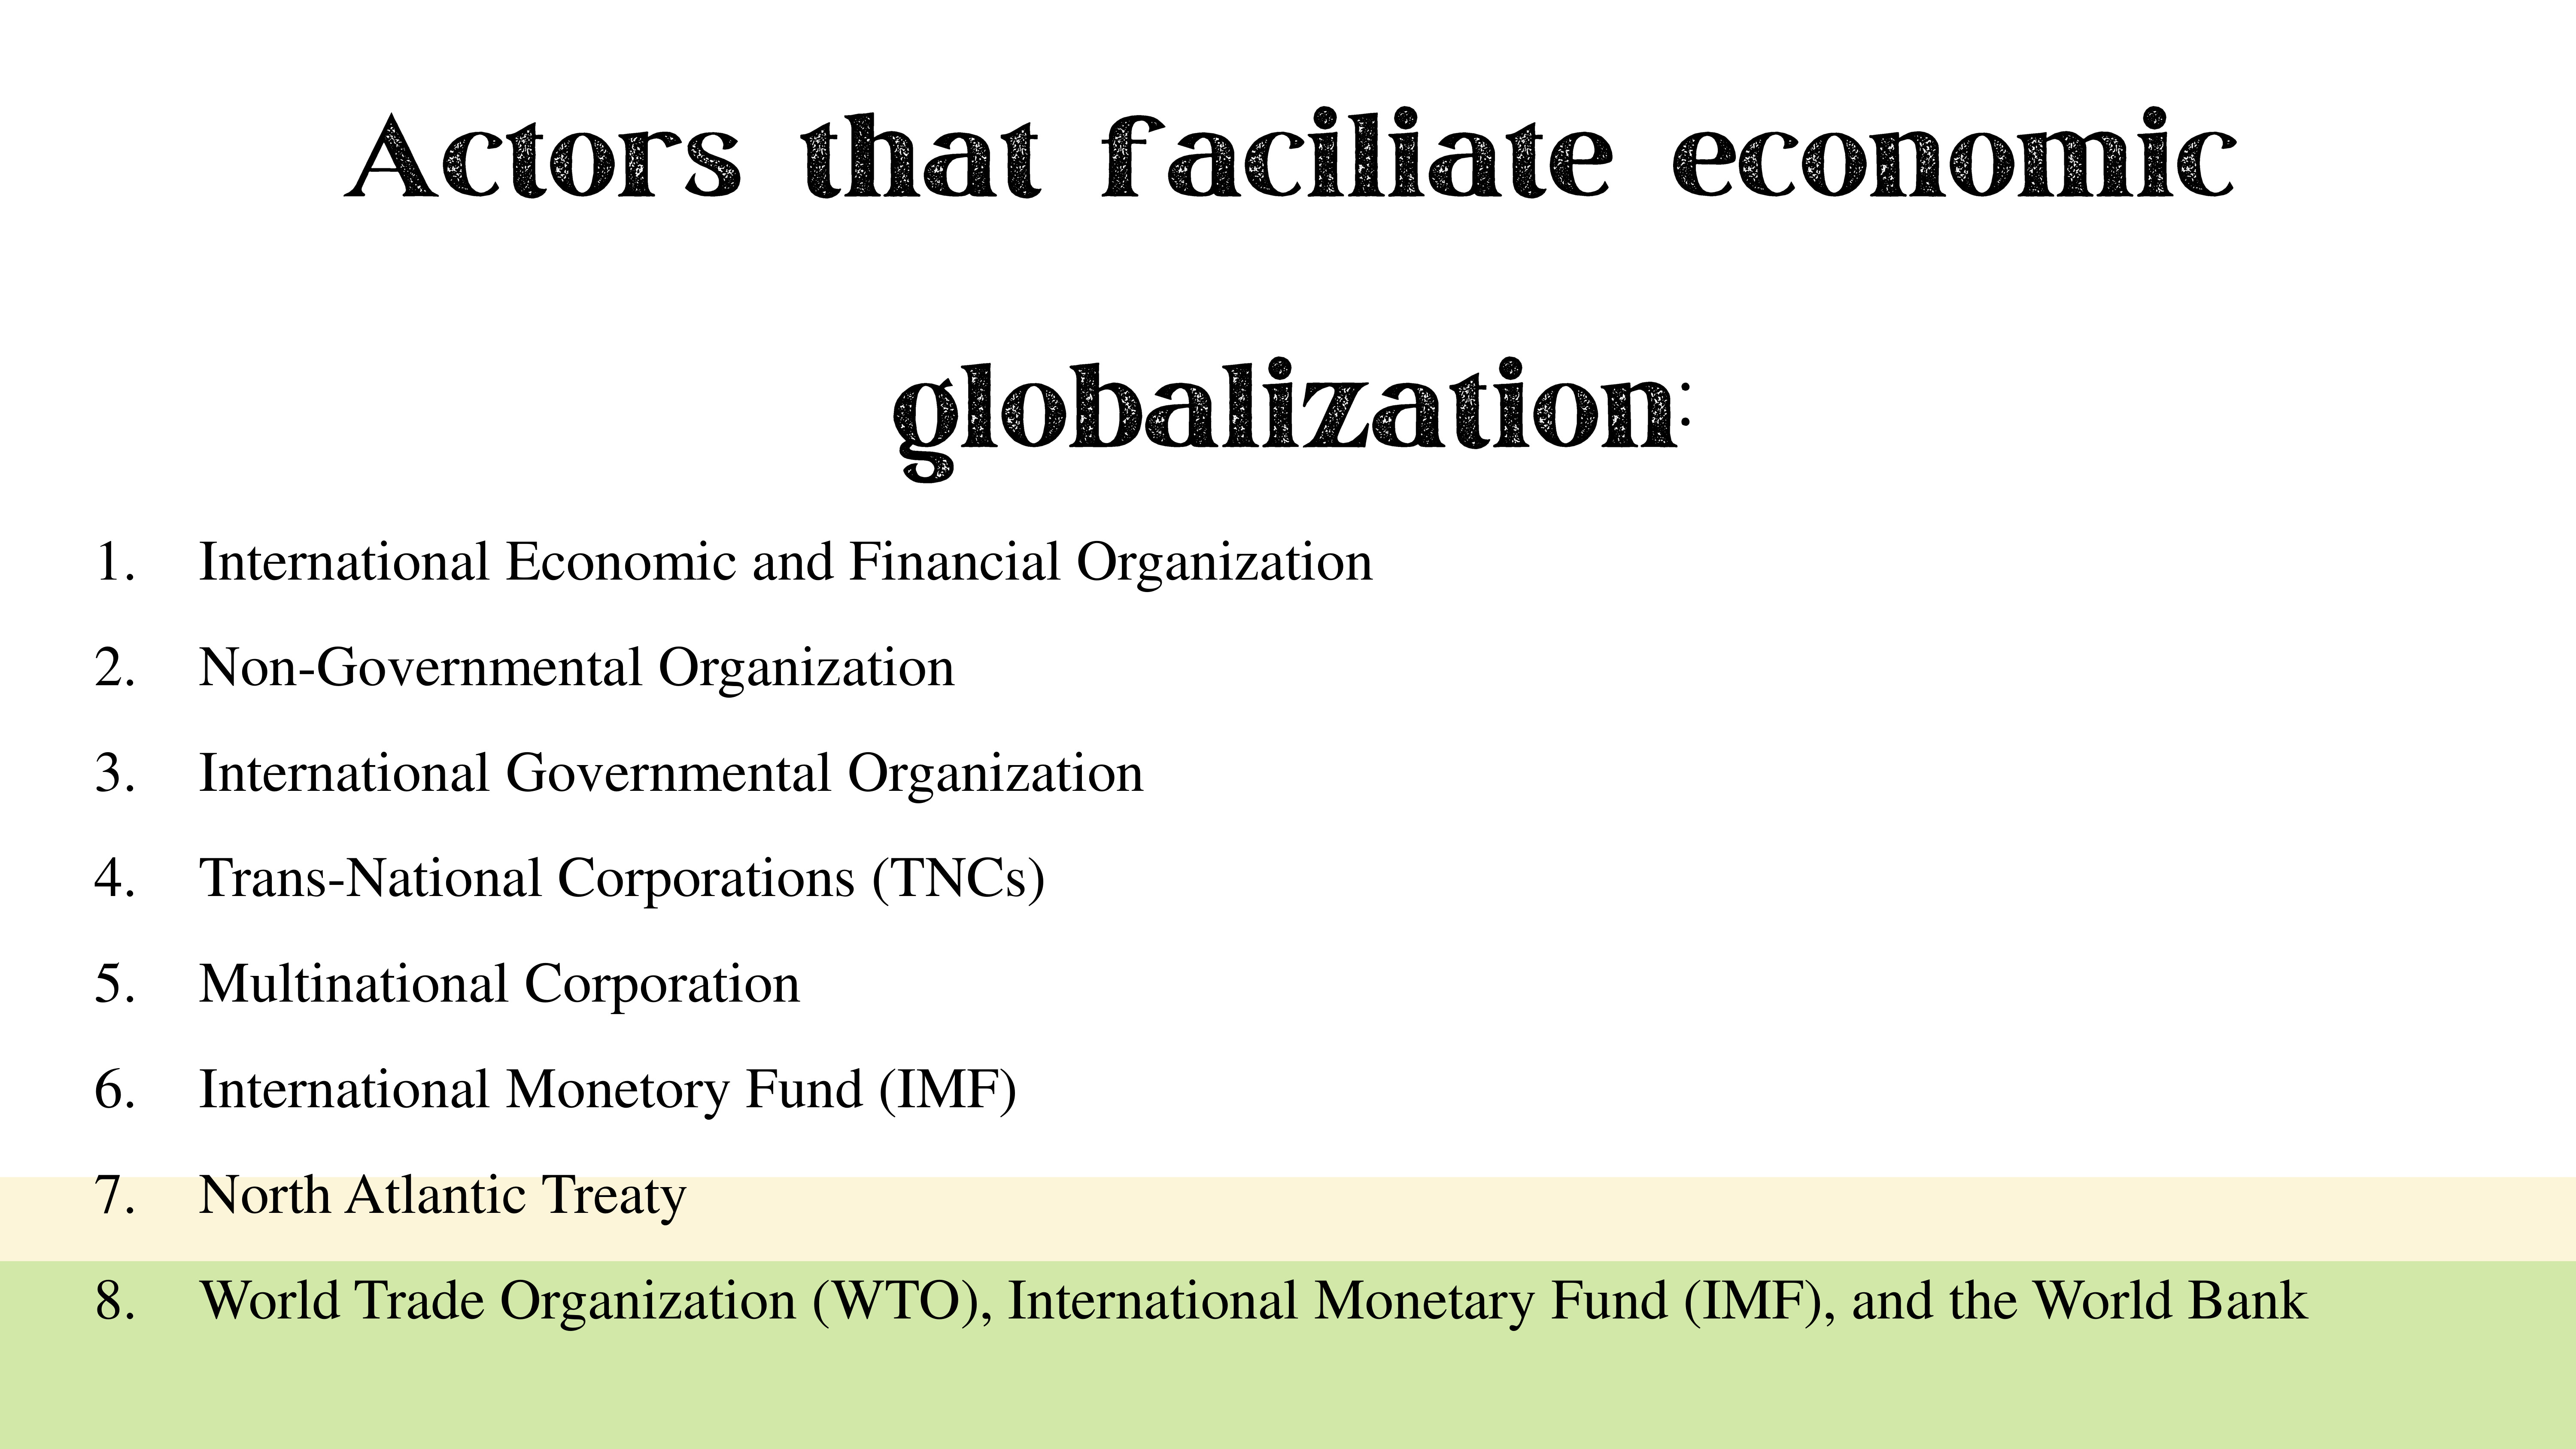 Actors that faciliate economic
globalization:
1. International Economic and Financial Organization
2. Non-Governmental Organization
3. International Governmental Organization
4. Trans-National Corporations (TNCs)
5. Multinational Corporation
6. International Monetory Fund (IMF)
7. North Atlantic Treaty
8. World Trade Organization (WTO), International Monetary Fund (IMF), and the World Bank